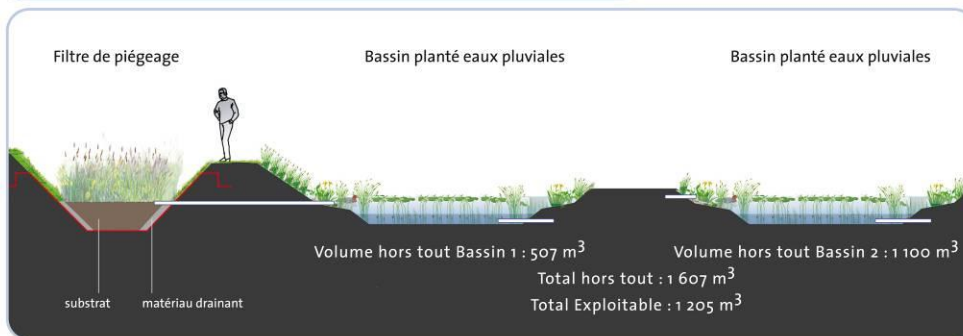 Filtre de piégeage
Bassin planté eaux pluviales
Bassin planté eaux pluviales
Volume hors tout Bassin 1 : 507 m³
Volume hors tout Bassin 2 : 1 100 m³
Total hors tout : 1 607 m³
Total Exploitable : 1 205 m³
substrat
matériau drainant